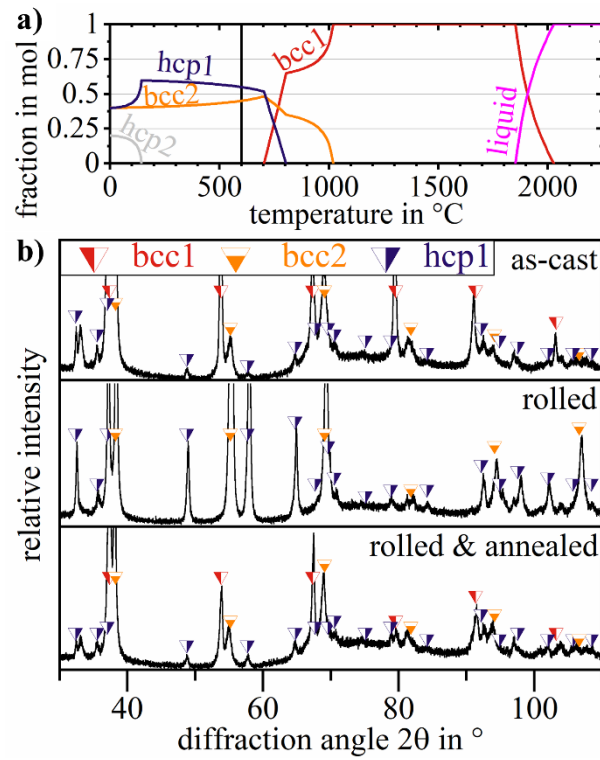 a)
fraction in mol
1
0.75
0.5
0.25
0
hcp1
bcc2
hcp2
bcc1
liquid
0 500 1000 1500 2000
temperature in °C
b)
bcc1 bcc2 hcp1
as-cast
rolled
rolled & annealed
relative intensity
40 60 80 100
diffraction angle 2θ in °